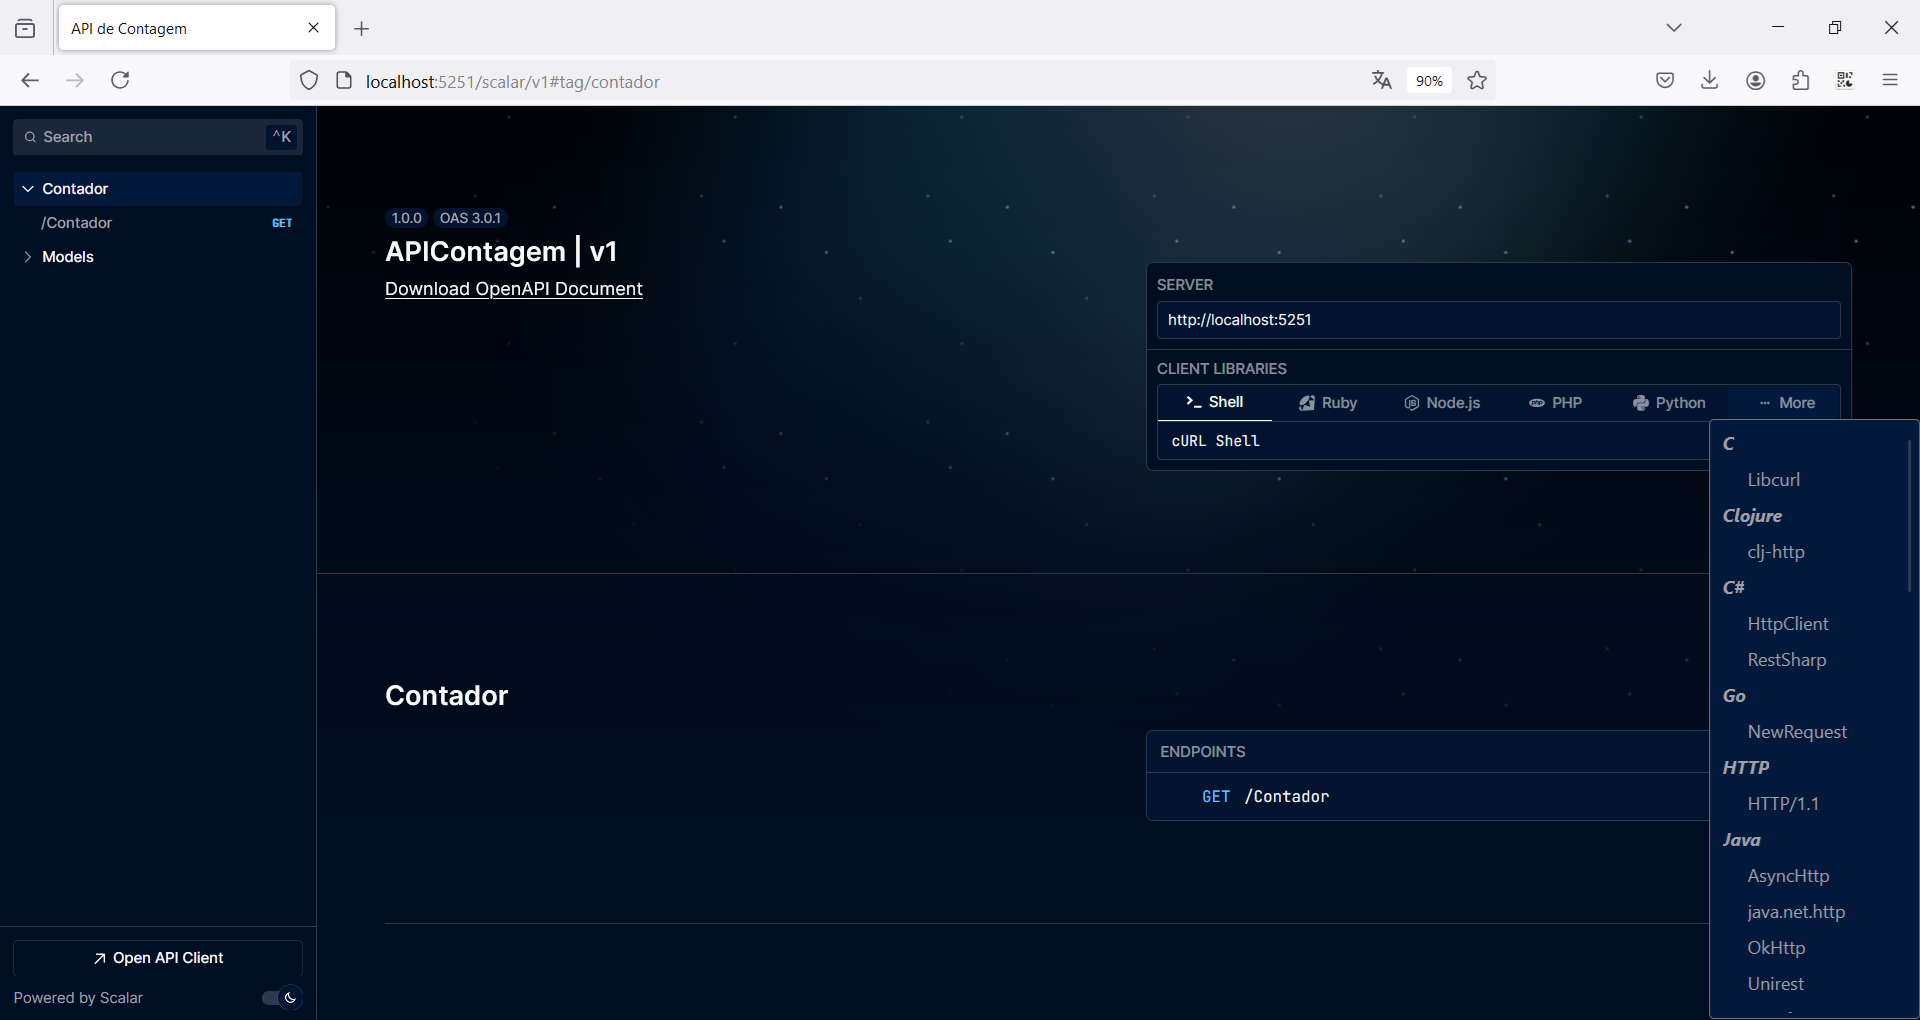 API de Contagem
localhost:5251/scalar/v1#tag/contador
90%
Search
^K
Contador
/Contador
GET
Models
1.0.0
OAS 3.0.1
APIContagem | v1
Download OpenAPI Document
SERVER
http://localhost:5251
CLIENT LIBRARIES
Shell
Ruby
Node.js
PHP
Python
More
cURL Shell
C
Libcurl
Clojure
clj-http
C#
HttpClient
RestSharp
Go
NewRequest
HTTP
HTTP/1.1
Java
AsyncHttp
java.net.http
OkHttp
Unirest
Contador
ENDPOINTS
GET /Contador
Open API Client
Powered by Scalar